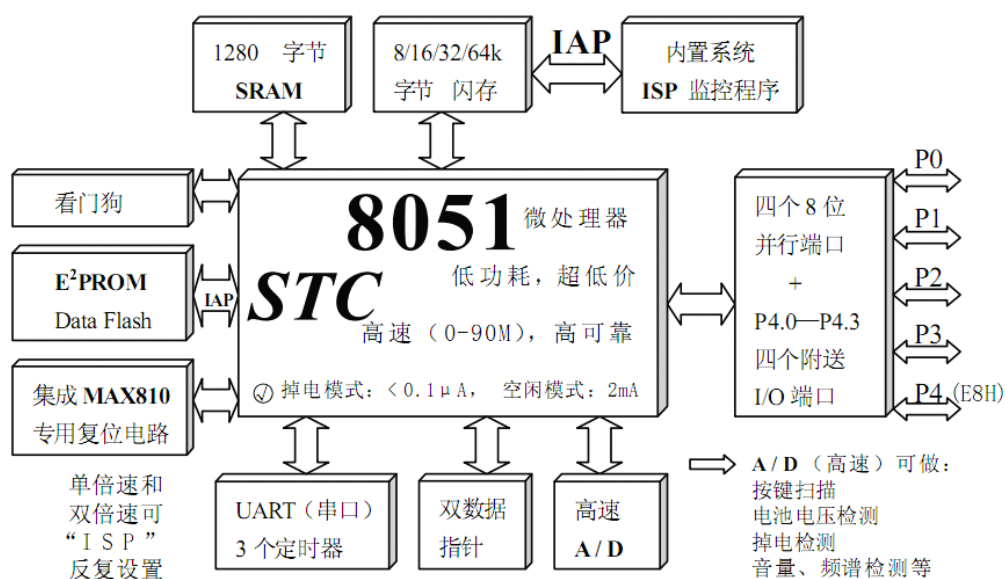 1280 字节
SRAM
8/16/32/64k
字节 闪存
IAP
内置系统
ISP 监控程序
看门狗
E²PROM
Data Flash
IAP
集成 MAX810
专用复位电路
单倍速和
双倍速可
“ISP”
反复设置
8051 微处理器
STC
低功耗，超低价
高速（0-90M），高可靠
掉电模式：<0.1μA， 空闲模式：2mA
四个 8 位
并行端口
+
P4.0—P4.3
四个附送
I/O 端口
P0
P1
P2
P3
P4 (E8H)
UART（串口）
3 个定时器
双数据
指针
高速
A/D
A/D（高速）可做：
按键扫描
电池电压检测
掉电检测
音量、频谱检测等